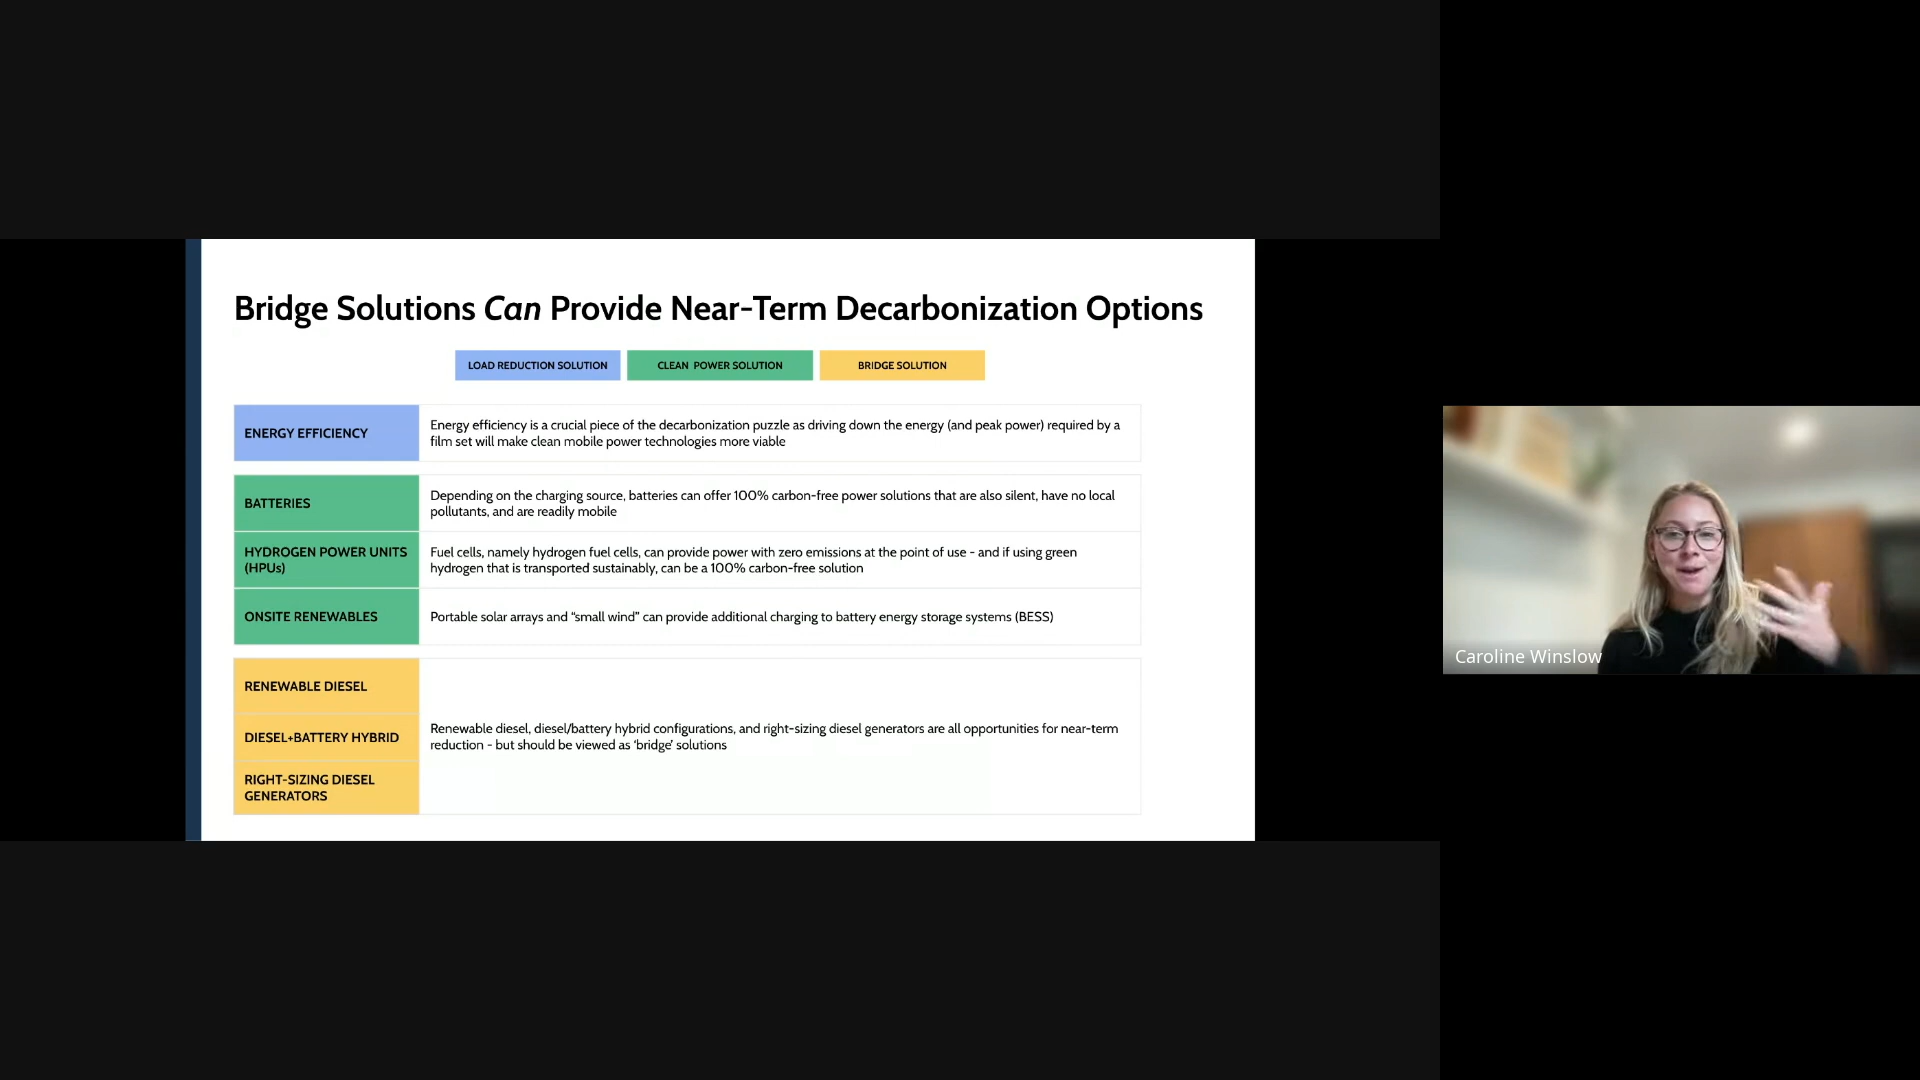 Bridge Solutions Can Provide Near-Term Decarbonization Options
LOAD REDUCTION SOLUTION
CLEAN POWER SOLUTION
BRIDGE SOLUTION
ENERGY EFFICIENCY
Energy efficiency is a crucial piece of the decarbonization puzzle as driving down the energy (and peak power) required by a
film set will make clean mobile power technologies more viable
BATTERIES
Depending on the charging source, batteries can offer 100% carbon-free power solutions that are also silent, have no local
pollutants, and are readily mobile
HYDROGEN POWER UNITS
(HPUs)
Fuel cells, namely hydrogen fuel cells, can provide power with zero emissions at the point of use - and if using green
hydrogen that is transported sustainably, can be a 100% carbon-free solution
ONSITE RENEWABLES
Portable solar arrays and “small wind” can provide additional charging to battery energy storage systems (BESS)
RENEWABLE DIESEL
DIESEL+BATTERY HYBRID
RIGHT-SIZING DIESEL
GENERATORS
Renewable diesel, diesel/battery hybrid configurations, and right-sizing diesel generators are all opportunities for near-term
reduction - but should be viewed as ‘bridge’ solutions
Caroline Winslow